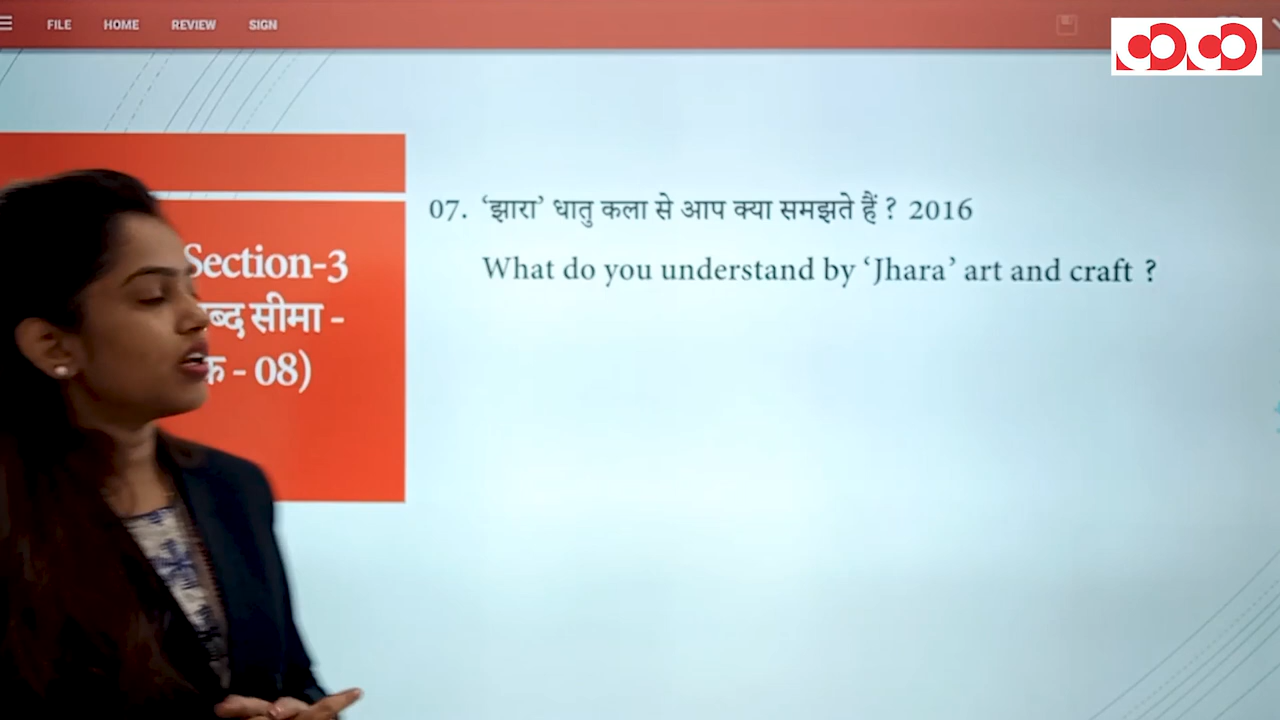 FILE HOME REVIEW SIGN
07. ‘झारा’ धातु कला से आप क्या समझते हैं ? 2016
What do you understand by ‘Jhara’ art and craft ?
Section-3
सीमा -
- 08)